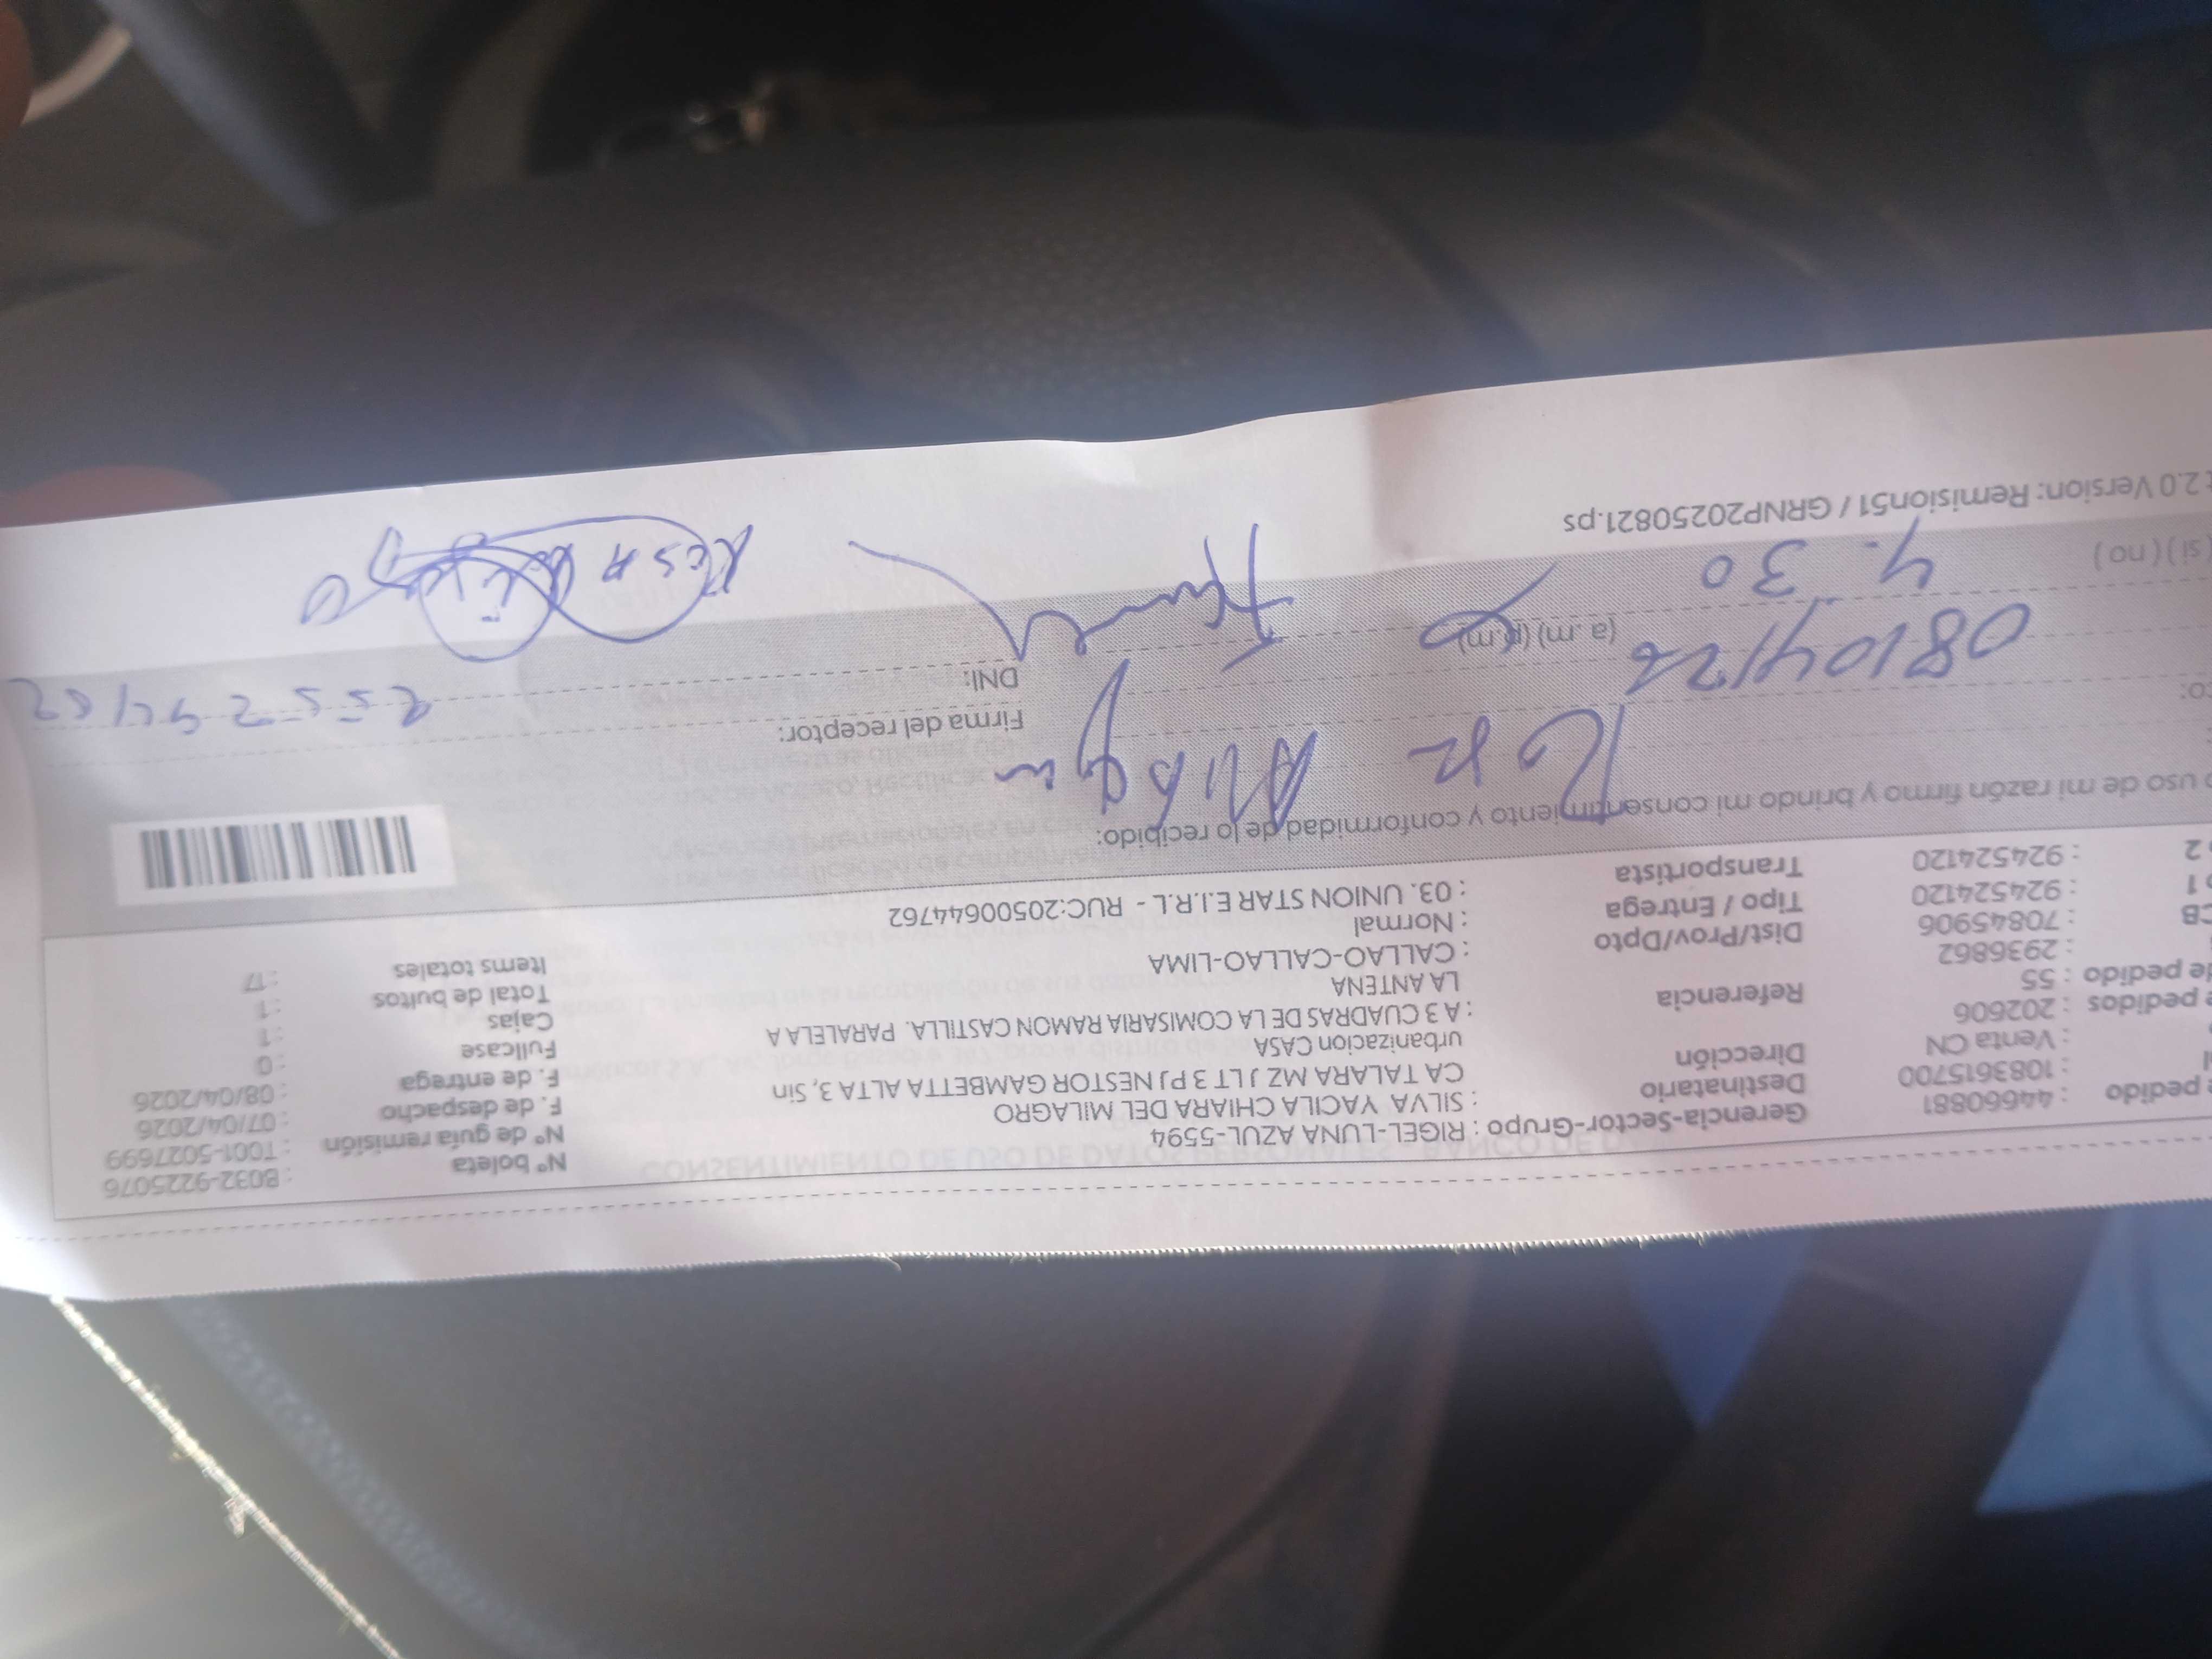 e pedido : 44660881 Gerencia-Sector-Grupo : RIGEL-LUNA AZUL-5594 Nº boleta : B032-9225076
: 1083615700 Destinatario : SILVA YACILA CHIARA DEL MILAGRO Nº de guía remisión : T001-5027699
: Venta CN Dirección CA TALARA MZ J LT 3 PJ NESTOR GAMBETTA ALTA 3, Sin F. de despacho : 07/04/2026
e pedidos : 202606 urbanizacion CASA F. de entrega : 08/04/2026
de pedido : 55 Referencia : A 3 CUADRAS DE LA COMISARIA RAMON CASTILLA. PARALELA A Fullcase : 0
: 2936862 LA ANTENA Cajas : 1
CB : 70845906 Dist/Prov/Dpto : CALLAO-CALLAO-LIMA Total de bultos : 1
1 : 924524120 Tipo / Entrega : Normal Items totales : 17
2 : 924524120 Transportista : 03. UNION STAR E.I.R.L - RUC:20500644762
uso de mi razón firmo y brindo mi consentimiento y conformidad de lo recibido:
Firma del receptor:
08/04/26 DNI:
4:30 (a. m) (p.m)
(si) (no)
2.0 Version: Remision51 / GRNP20250821.ps